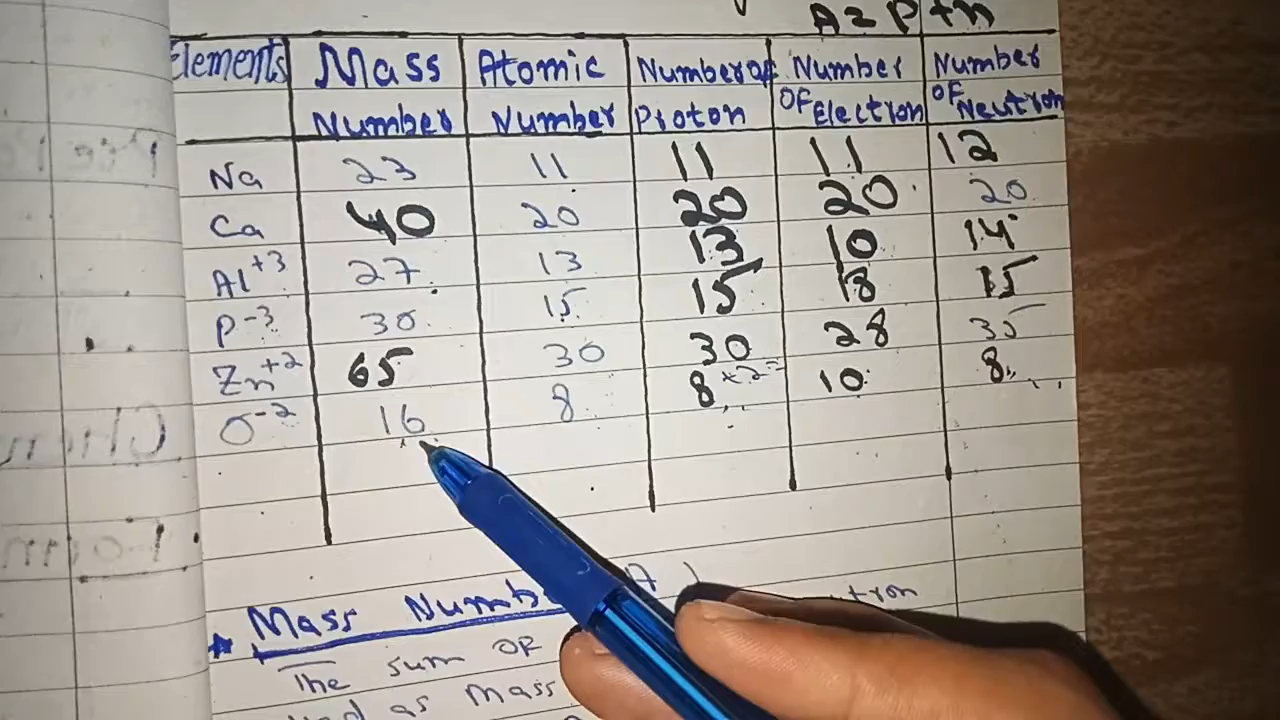 A = P + n
Elements Mass Number Atomic Number Number of Proton Number OF Electron Number OF Neutron
Na 23 11 11 11 12
Ca 40 20 20 20 20
Al+3 27 13 13 10 14
P-3 30 15 15 18 15
Zn+2 65 30 30 28 35
O-2 16 8 8 ×2= 10 8
Mass
The sum OR
as Mass